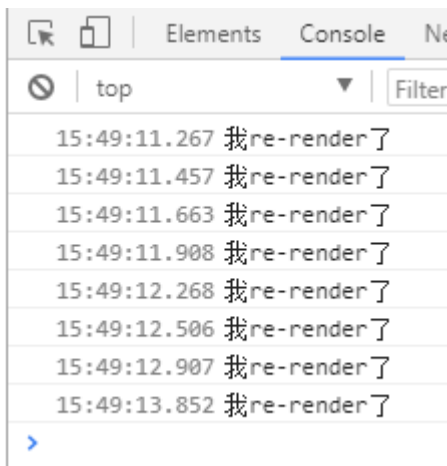 Elements Console Ne
top ▼ Filter
15:49:11.267 我re-render了
15:49:11.457 我re-render了
15:49:11.663 我re-render了
15:49:11.908 我re-render了
15:49:12.268 我re-render了
15:49:12.506 我re-render了
15:49:12.907 我re-render了
15:49:13.852 我re-render了
>